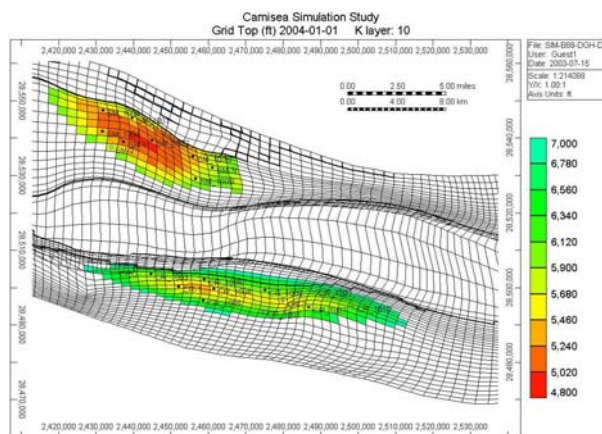 Camisea Simulation Study
Grid Top (ft) 2004-01-01 K layer: 10
File: SIM-B88-DGH-D
User: Guest1
Date: 2003-07-15
Scale: 1:214088
Y/X: 1.00:1
Axis Units: ft
2,420,000 2,430,000 2,440,000 2,450,000 2,460,000 2,470,000 2,480,000 2,490,000 2,500,000 2,510,000 2,520,000 2,530,000
0.00 2.50 5.00 miles
0.00 4.00 8.00 km
28,550,000
28,530,000
28,510,000
28,490,000
28,470,000
28,560,000
28,540,000
28,520,000
28,500,000
28,480,000
7,000
6,780
6,560
6,340
6,120
5,900
5,680
5,460
5,240
5,020
4,800
2,420,000 2,430,000 2,440,000 2,450,000 2,460,000 2,470,000 2,480,000 2,490,000 2,500,000 2,510,000 2,520,000 2,530,000